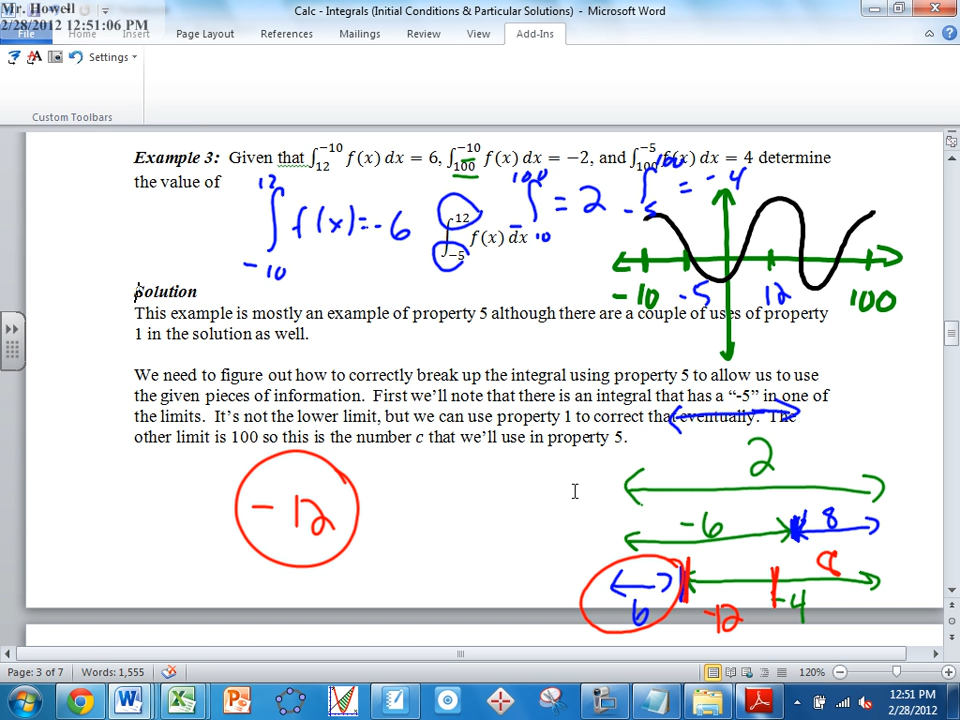 Mr. Howell
2/28/2012 12:51:06 PM
Calc - Integrals (Initial Conditions & Particular Solutions) - Microsoft Word
File Home Insert Page Layout References Mailings Review View Add-Ins
Settings
Custom Toolbars
Example 3: Given that ∫₁₂⁻¹⁰ f(x) dx = 6, ∫₁₀₀⁻¹⁰ f(x) dx = −2, and ∫₁₀₀⁻⁵ f(x) dx = 4 determine
the value of
12 100 100
∫ f(x) = -6 ∫ = 2 ∫ = -4
-10 -10 -5
∫₋₅¹² f(x) dx
-10 -5 12 100
Solution
This example is mostly an example of property 5 although there are a couple of uses of property
1 in the solution as well.
We need to figure out how to correctly break up the integral using property 5 to allow us to use
the given pieces of information. First we'll note that there is an integral that has a “-5” in one of
the limits. It's not the lower limit, but we can use property 1 to correct that eventually. The
other limit is 100 so this is the number c that we'll use in property 5.
2
-12
-6 8
8
6 -12 -4
Page: 3 of 7 Words: 1,555 120%
12:51 PM
2/28/2012